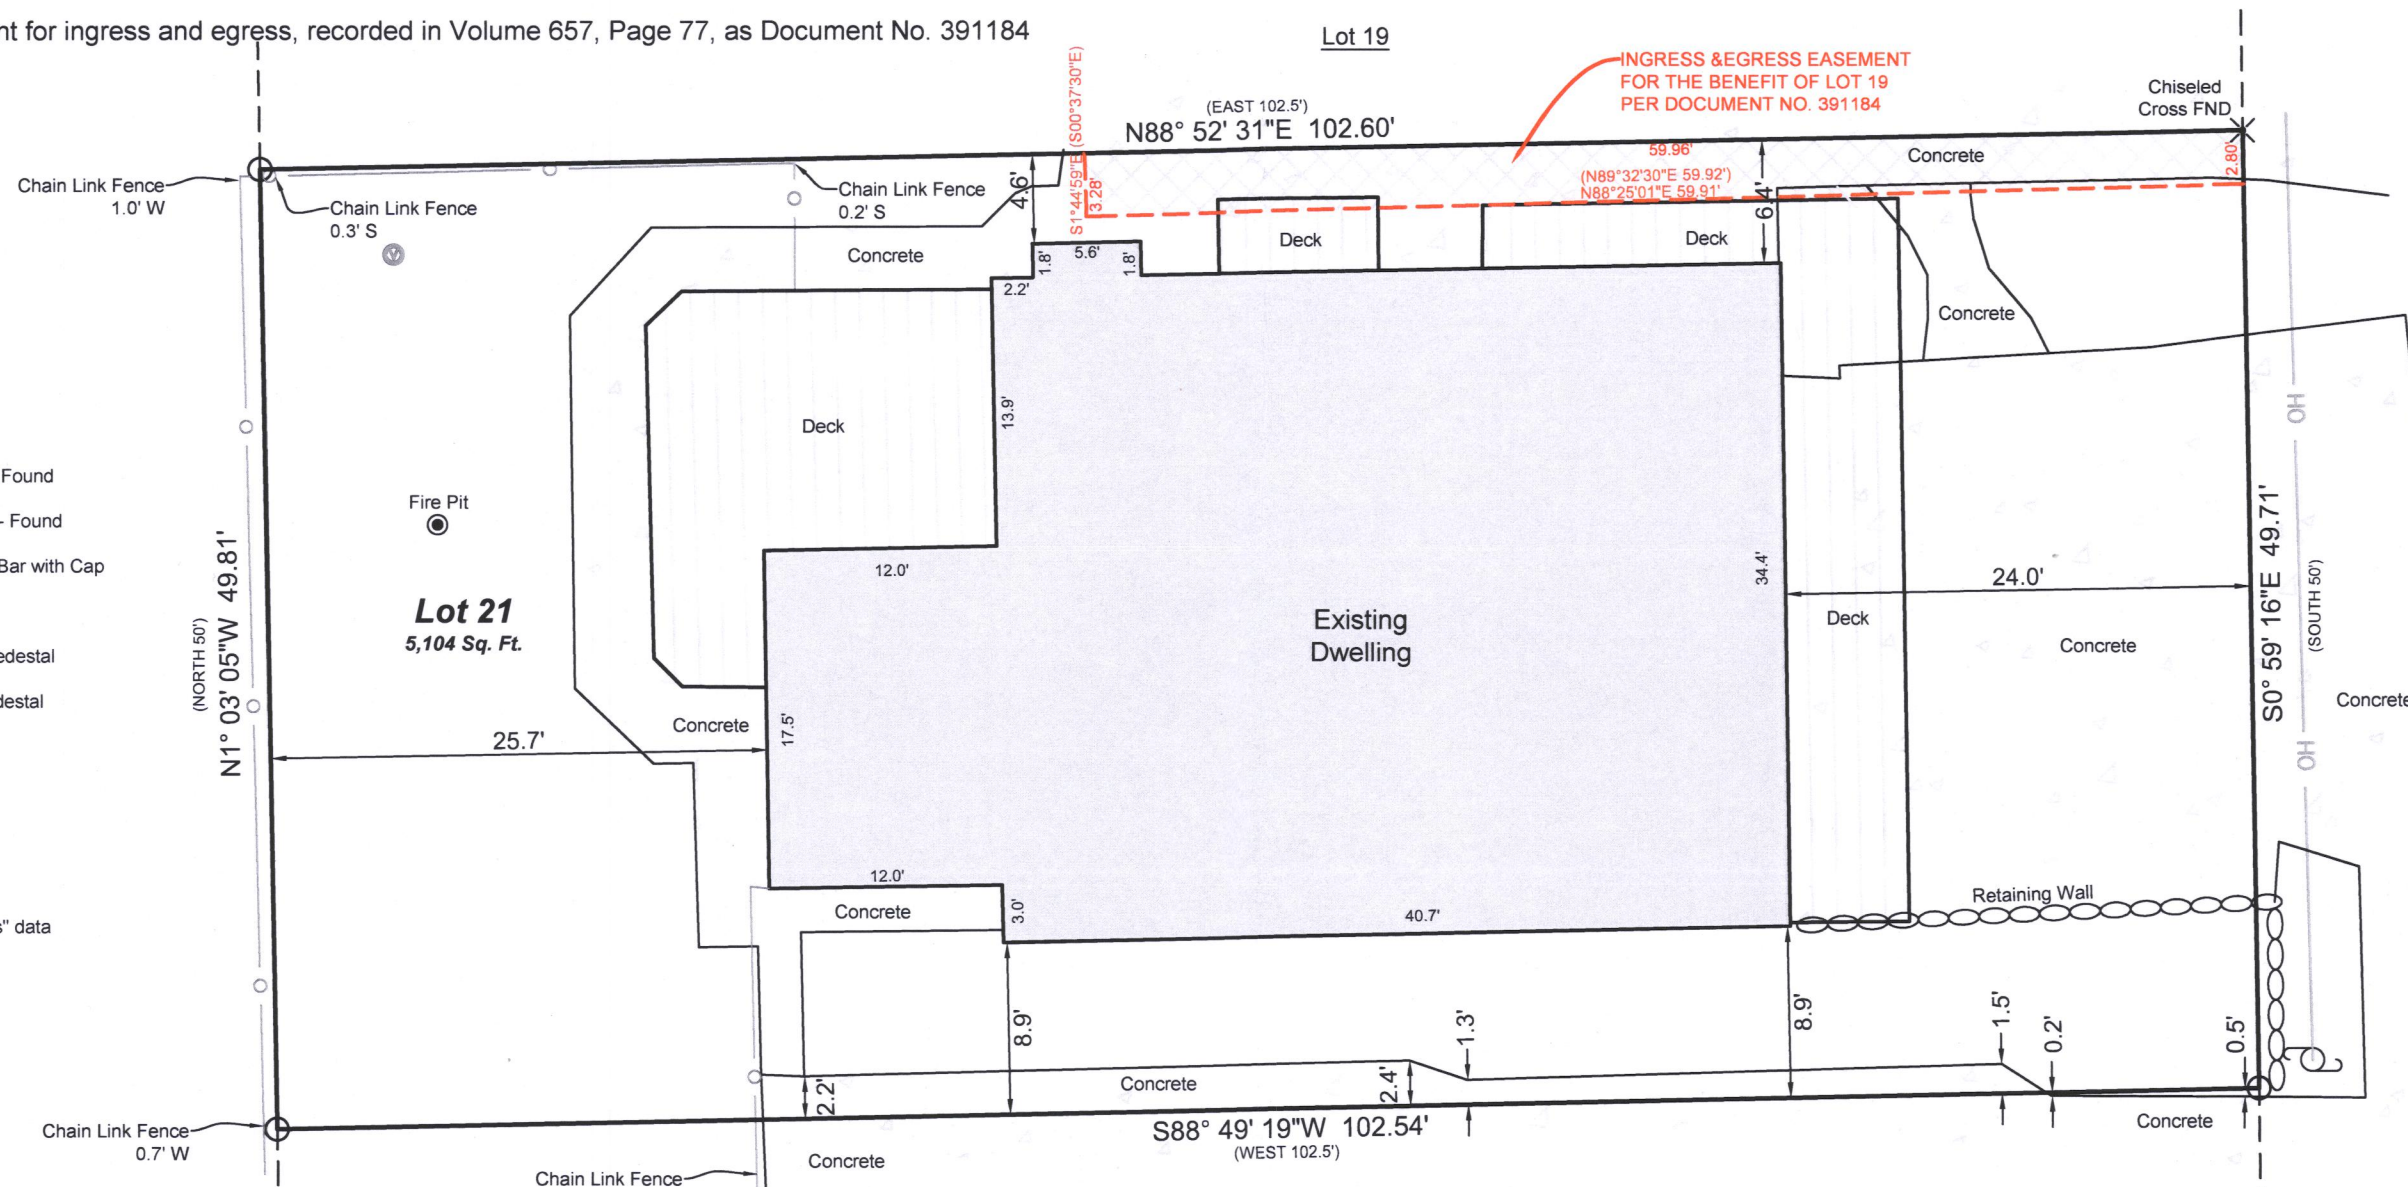 nt for ingress and egress, recorded in Volume 657, Page 77, as Document No. 391184
Lot 19
INGRESS &EGRESS EASEMENT
FOR THE BENEFIT OF LOT 19
PER DOCUMENT NO. 391184
Chiseled
Cross FND
(EAST 102.5')
N88° 52' 31"E 102.60'
S1°44'59"E (S00°37'30"E)
3.28'
59.96'
(N89°32'30"E 59.92')
N88°25'01"E 59.91'
2.80'
Concrete
Chain Link Fence
1.0' W
Chain Link Fence
0.3' S
Chain Link Fence
0.2' S
4.6'
6.4'
Deck
Deck
Concrete
1.8'
5.6'
1.8'
2.2'
Concrete
Deck
13.9'
OH
Found
- Found
Bar with Cap
edestal
destal
s" data
Fire Pit
Lot 21
5,104 Sq. Ft.
(NORTH 50')
N1° 03' 05"W 49.81'
12.0'
Existing
Dwelling
34.4'
24.0'
Deck
Concrete
S0° 59' 16"E 49.71'
(SOUTH 50')
Concrete
OH
25.7'
Concrete
17.5'
12.0'
Concrete
3.0'
40.7'
Retaining Wall
8.9'
1.3'
8.9'
1.5'
0.2'
0.5'
2.2'
Concrete
2.4'
Chain Link Fence
0.7' W
S88° 49' 19"W 102.54'
(WEST 102.5')
Concrete
Concrete
Chain Link Fence